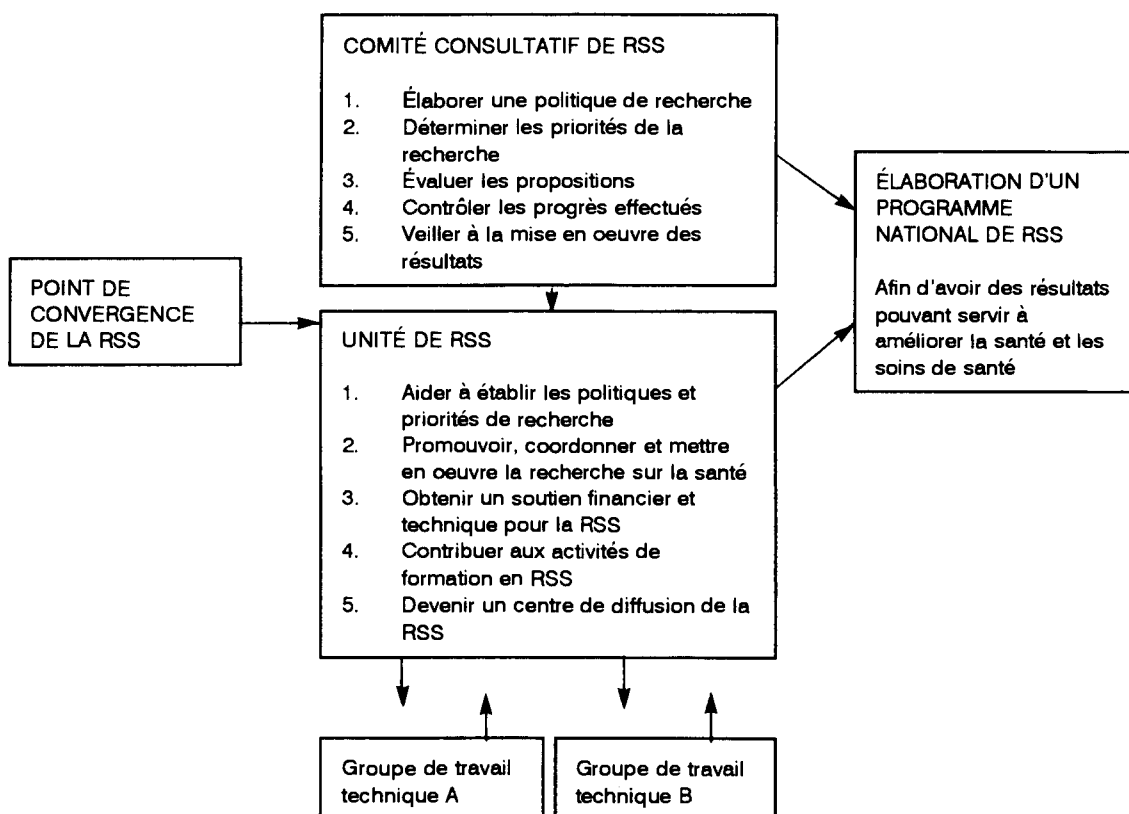 COMITÉ CONSULTATIF DE RSS
1. Élaborer une politique de recherche
2. Déterminer les priorités de la
recherche
3. Évaluer les propositions
4. Contrôler les progrès effectués
5. Veiller à la mise en oeuvre des
résultats
POINT DE
CONVERGENCE
DE LA RSS
UNITÉ DE RSS
1. Aider à établir les politiques et
priorités de recherche
2. Promouvoir, coordonner et mettre
en oeuvre la recherche sur la santé
3. Obtenir un soutien financier et
technique pour la RSS
4. Contribuer aux activités de
formation en RSS
5. Devenir un centre de diffusion de la
RSS
ÉLABORATION D'UN
PROGRAMME
NATIONAL DE RSS
Afin d'avoir des résultats
pouvant servir à
améliorer la santé et les
soins de santé
Groupe de travail
technique A
Groupe de travail
technique B